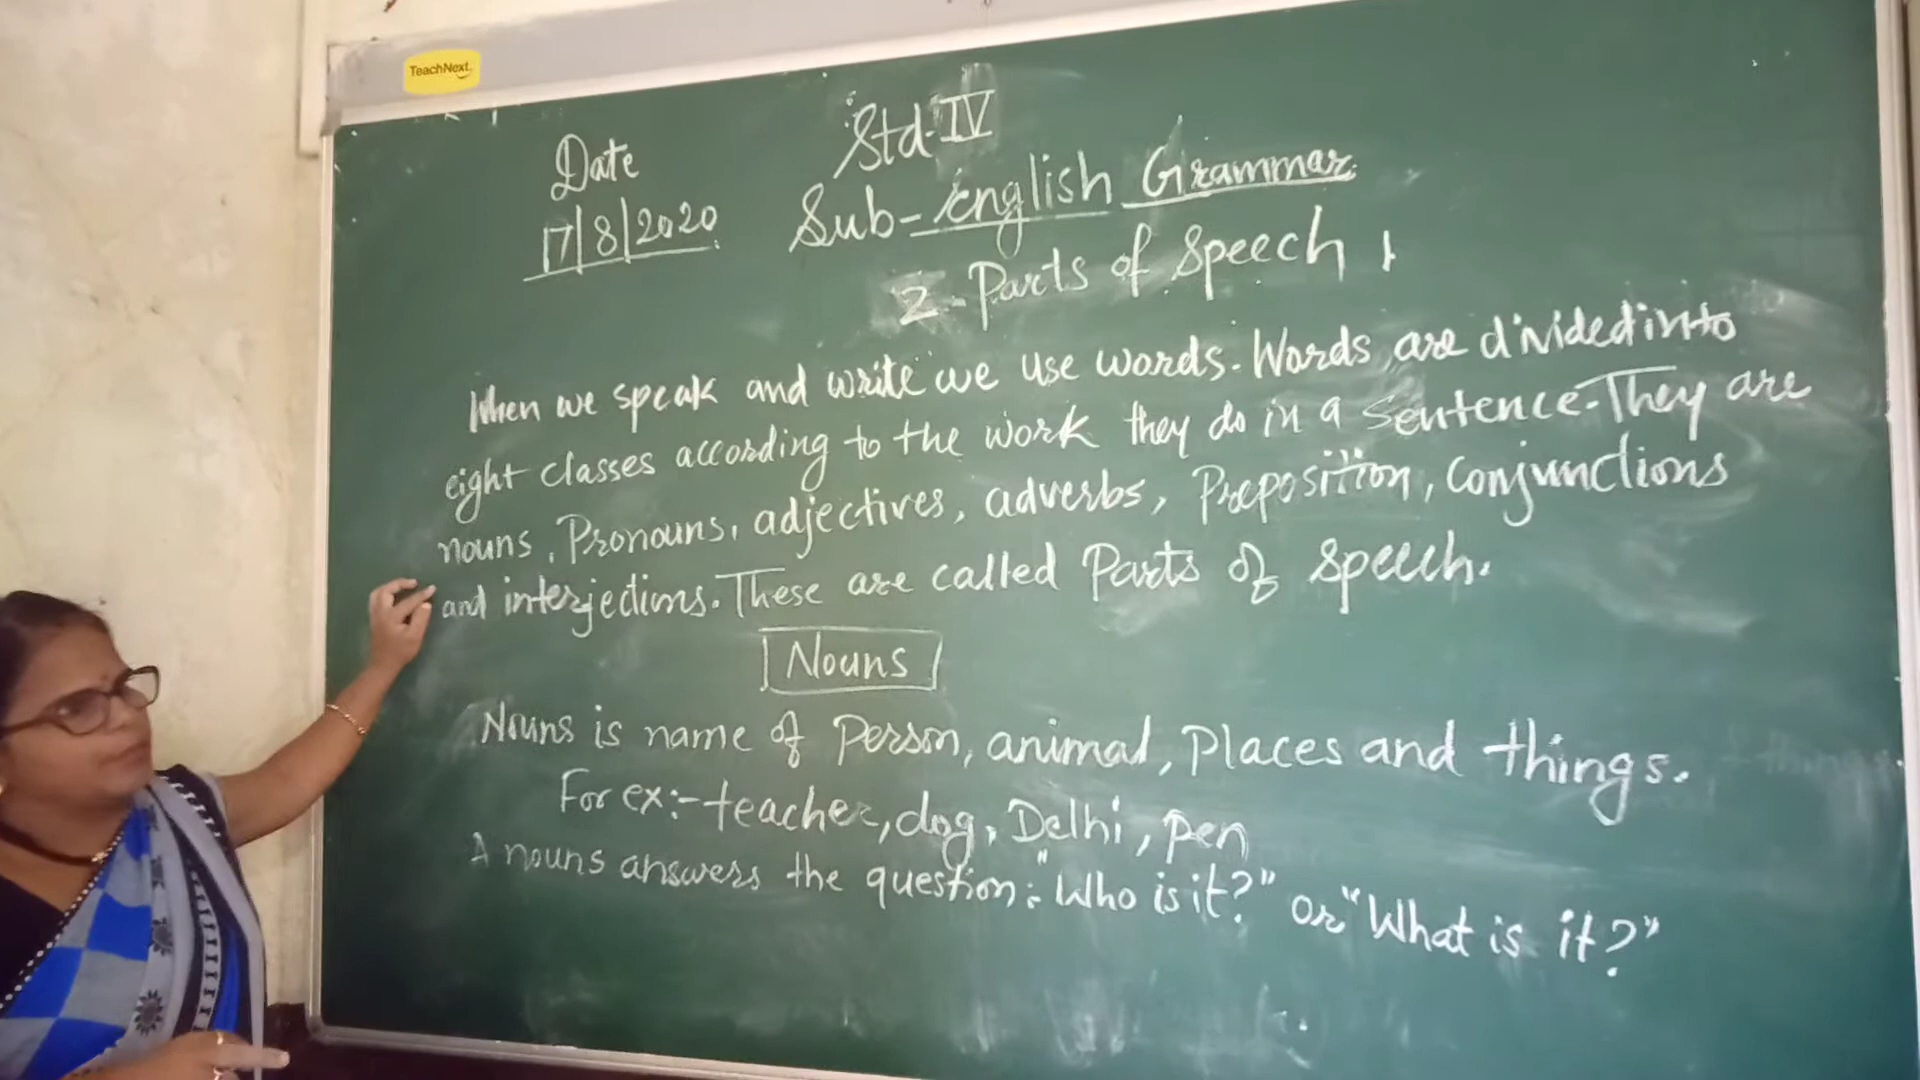 TeachNext
Std-IV
Date
17/8/2020
Sub-English Grammar
2-Parts of speech
When we speak and write we use words. Words are divided into
eight classes according to the work they do in a sentence. They are
nouns, Pronouns, adjectives, adverbs, Preposition, Conjunctions
and interjections. These are called Parts of speech.
Nouns
Nouns is name of Person, animal, Places and things.
For ex:- teacher, dog, Delhi, pen
A nouns answers the question: "Who is it?" or "What is it?"